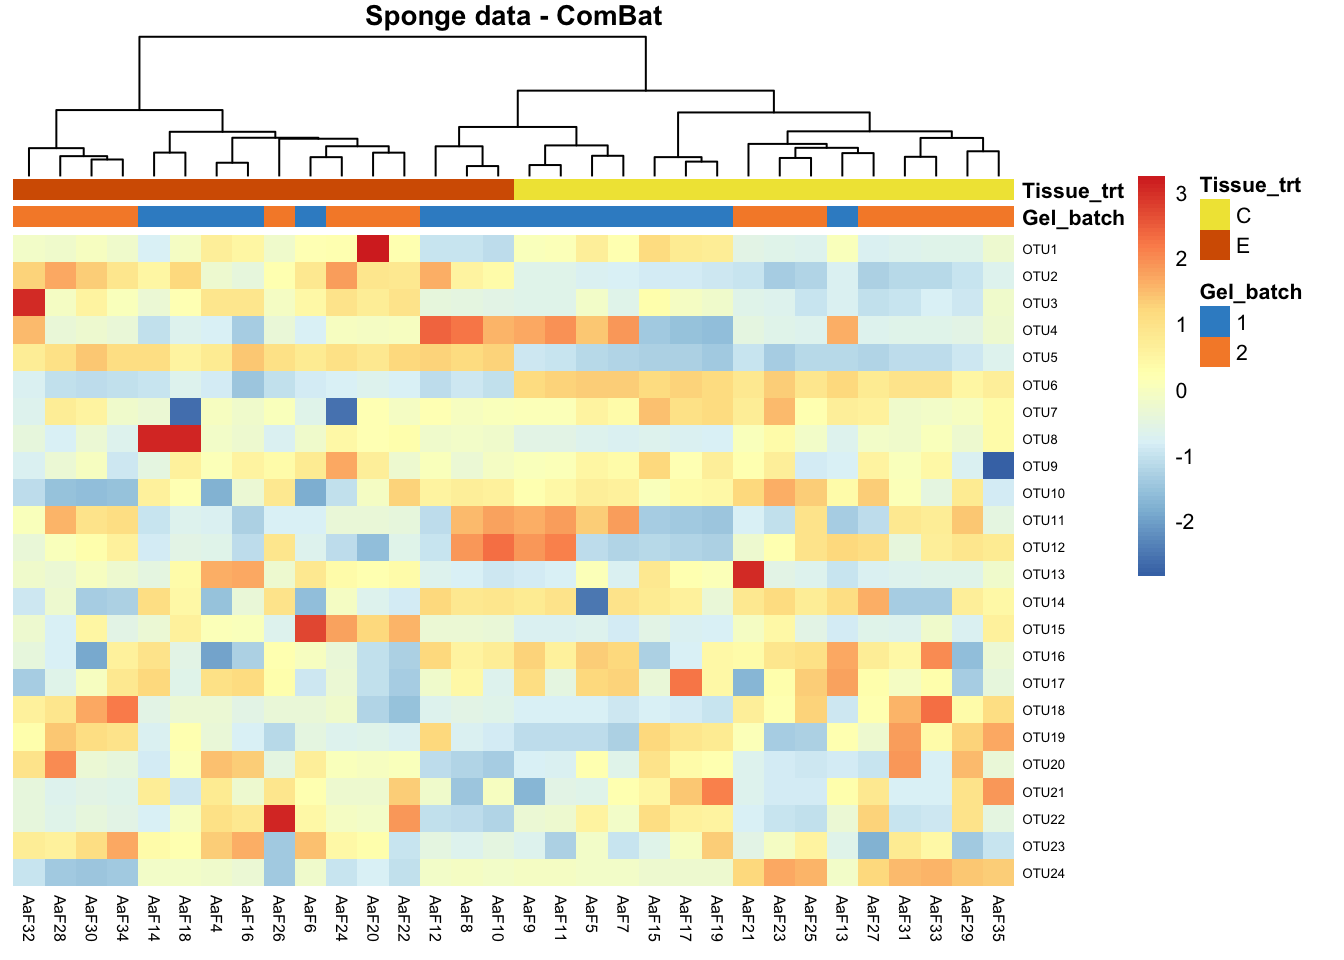 Sponge data - ComBat
Tissue_trt
Gel_batch
OTU1
OTU2
OTU3
OTU4
OTU5
OTU6
OTU7
OTU8
OTU9
OTU10
OTU11
OTU12
OTU13
OTU14
OTU15
OTU16
OTU17
OTU18
OTU19
OTU20
OTU21
OTU22
OTU23
OTU24
AaF32
AaF28
AaF30
AaF34
AaF14
AaF18
AaF4
AaF16
AaF26
AaF6
AaF24
AaF20
AaF22
AaF12
AaF8
AaF10
AaF9
AaF11
AaF5
AaF7
AaF15
AaF17
AaF19
AaF21
AaF23
AaF25
AaF13
AaF27
AaF31
AaF33
AaF29
AaF35
3
2
1
0
-1
-2
Tissue_trt
C
E
Gel_batch
1
2